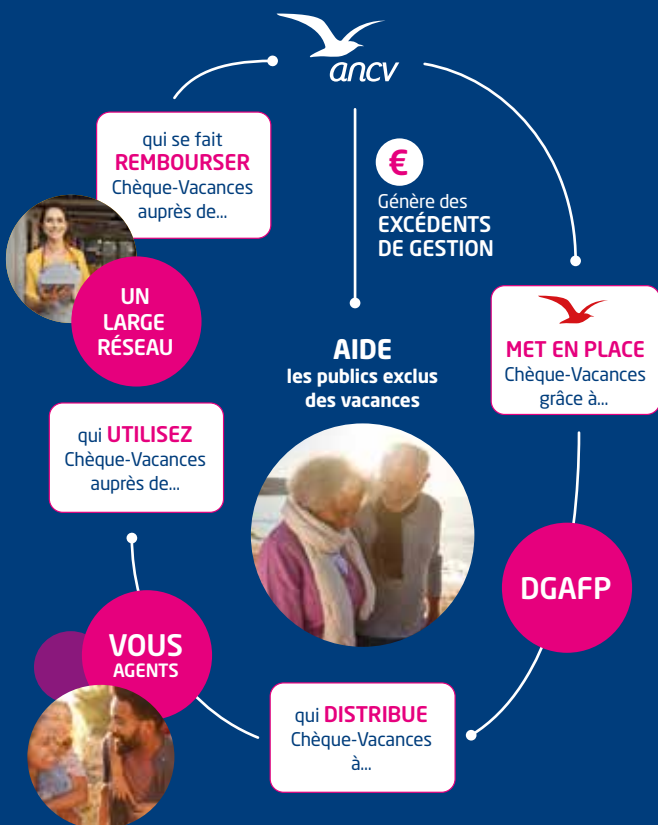 ancv
€
Génère des
EXCÉDENTS
DE GESTION
AIDE
les publics exclus
des vacances
MET EN PLACE
Chèque-Vacances
grâce à...
DGAFP
qui DISTRIBUE
Chèque-Vacances
à...
VOUS
AGENTS
qui UTILISEZ
Chèque-Vacances
auprès de...
UN
LARGE
RÉSEAU
qui se fait
REMBOURSER
Chèque-Vacances
auprès de...